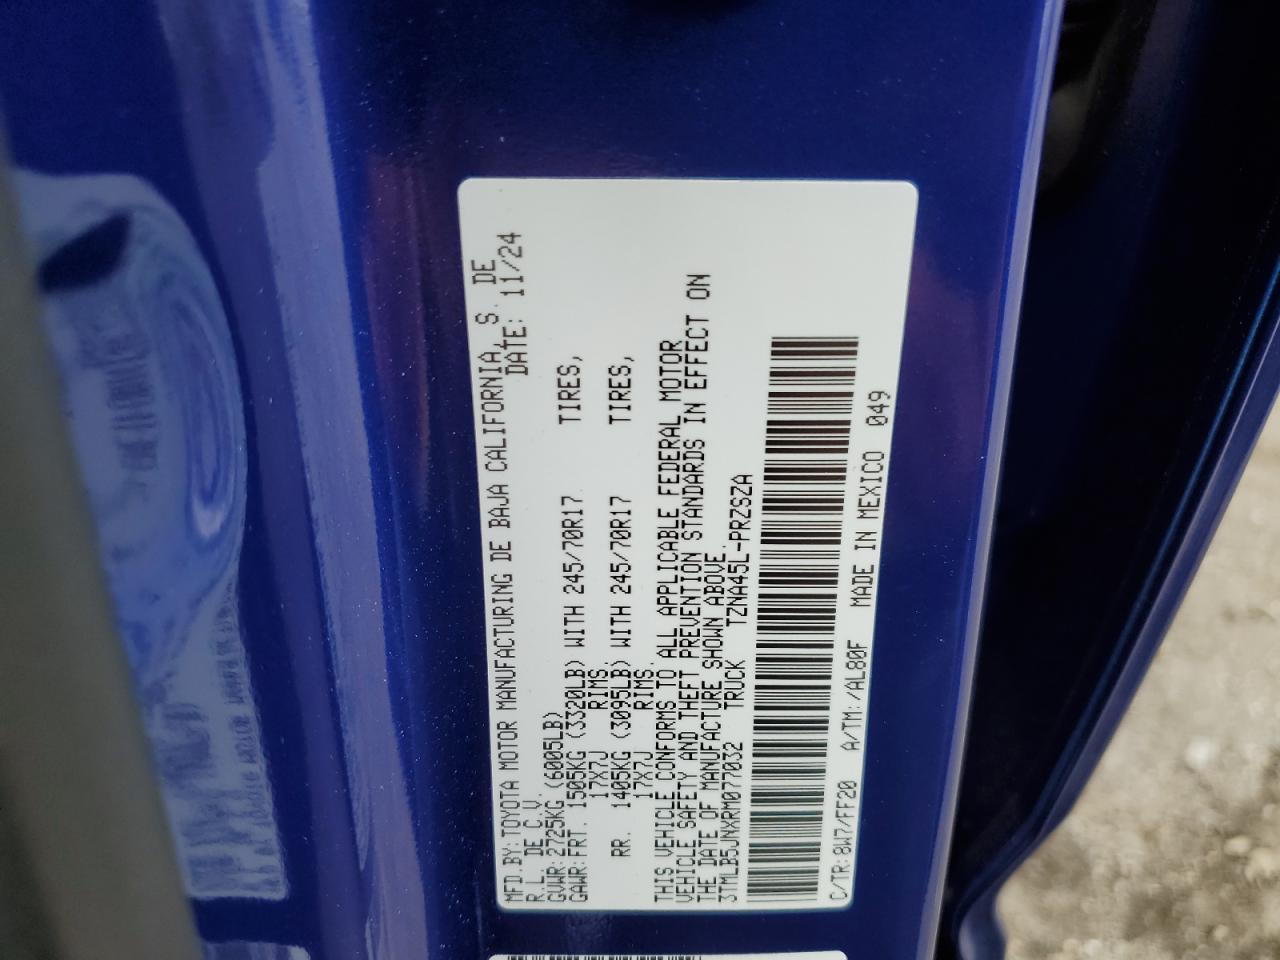 MFD.BY:TOYOTA MOTOR MANUFACTURING DE BAJA CALIFORNIA, S. DE
R.L. DE C.V. DATE: 11/24
GVWR:2725KG (6005LB)
GAWR:FRT. 1505KG (3320LB) WITH 245/70R17 TIRES,
17X7J RIMS.
RR. 1405KG (3095LB) WITH 245/70R17 TIRES,
17X7J RIMS.
THIS VEHICLE CONFORMS TO ALL APPLICABLE FEDERAL MOTOR
VEHICLE SAFETY AND THEFT PREVENTION STANDARDS IN EFFECT ON
THE DATE OF MANUFACTURE SHOWN ABOVE.
3TMLB5JNXRM077032 TRUCK TZNA45L-PRZSZA
C/TR:8W7/FF20 A/TM:/AL80F MADE IN MEXICO 049